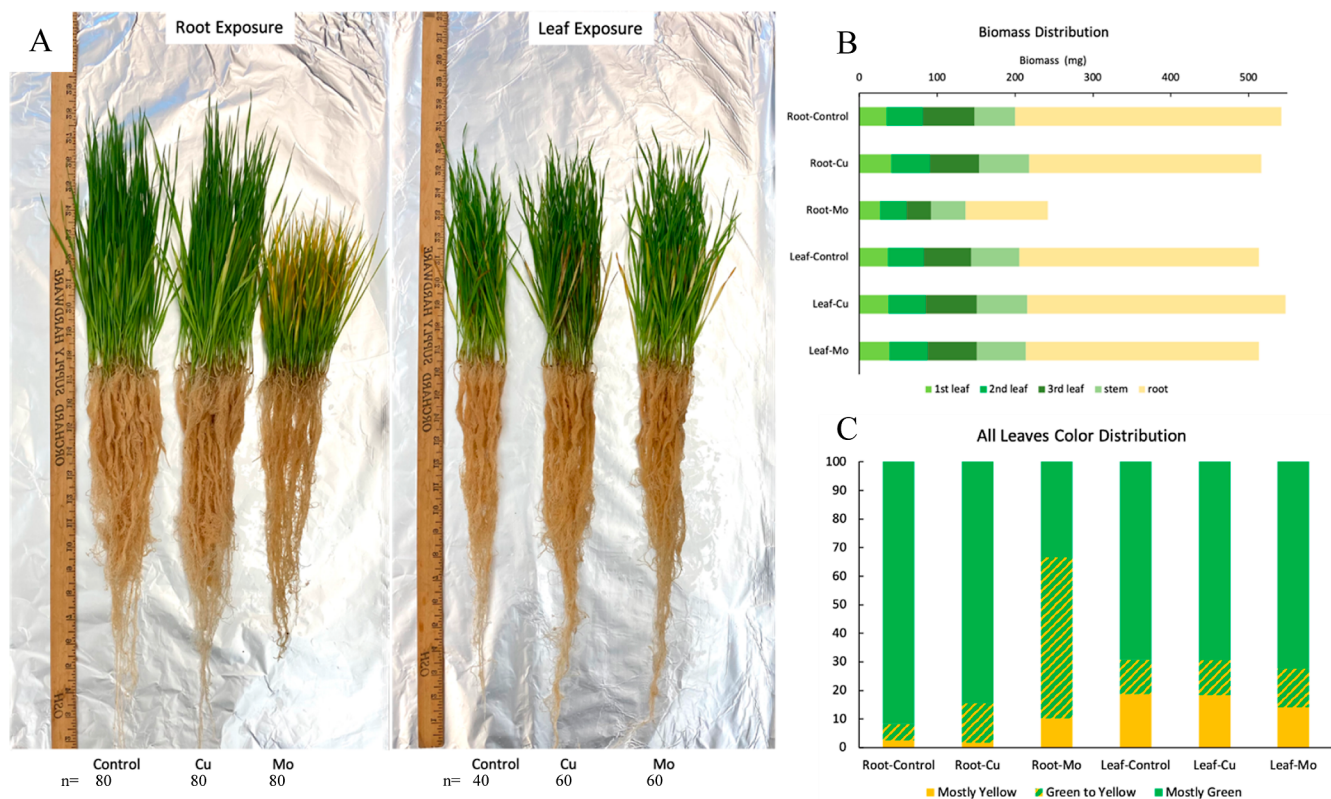 A
Root Exposure
Leaf Exposure
ORCHARD SUPPLY HARDWARE
OSH
ORCHARD SUPPLY HARDWARE
OSH
Control Cu Mo
n= 80 80 80
Control Cu Mo
n= 40 60 60
B
Biomass Distribution
Biomass (mg)
0 100 200 300 400 500
Root-Control
Root-Cu
Root-Mo
Leaf-Control
Leaf-Cu
Leaf-Mo
1st leaf 2nd leaf 3rd leaf stem root
C
All Leaves Color Distribution
100
90
80
70
60
50
40
30
20
10
0
Root-Control Root-Cu Root-Mo Leaf-Control Leaf-Cu Leaf-Mo
Mostly Yellow Green to Yellow Mostly Green